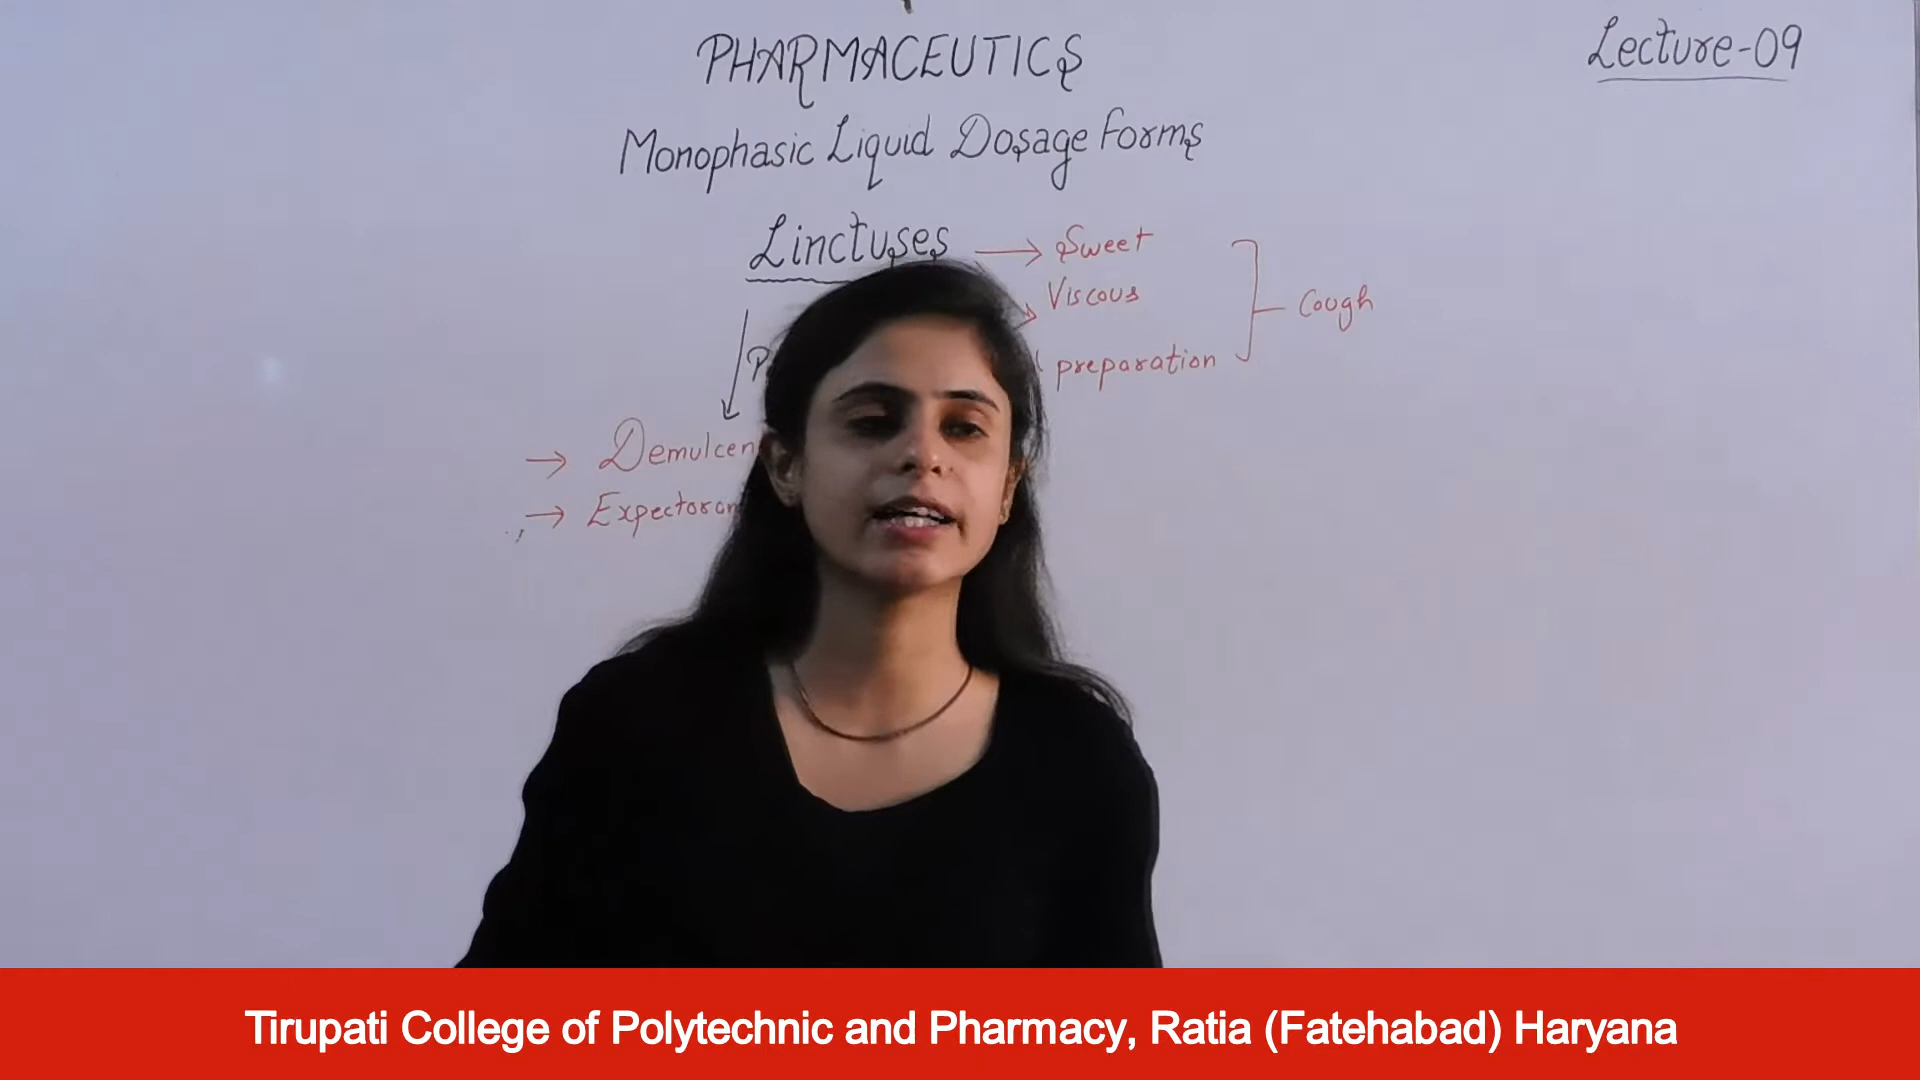 PHARMACEUTICS
Lecture-09
Monophasic Liquid Dosage Forms
Linctuses
Sweet
Viscous
Cough
preparation
Demulcen
Expectoran
Tirupati College of Polytechnic and Pharmacy, Ratia (Fatehabad) Haryana